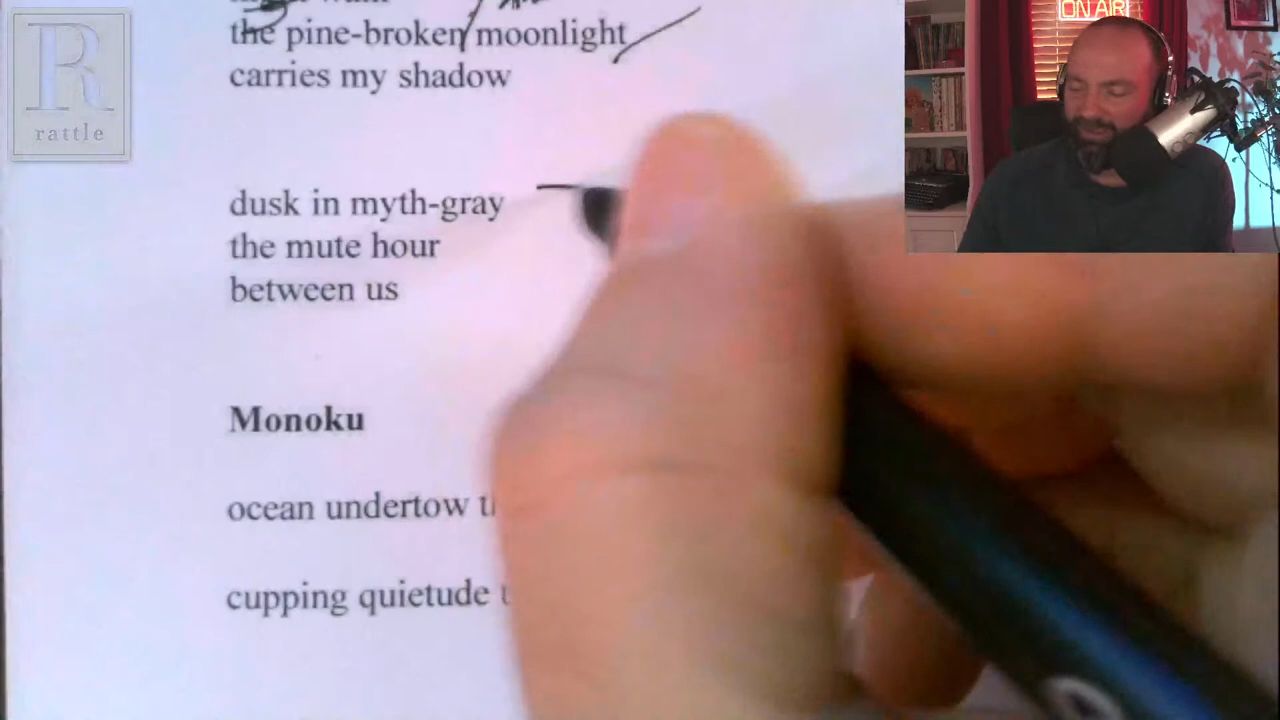 the pine-broken moonlight
carries my shadow
dusk in myth-gray
the mute hour
between us
Monoku
ocean undertow
cupping quietude
R
rattle
ON AIR